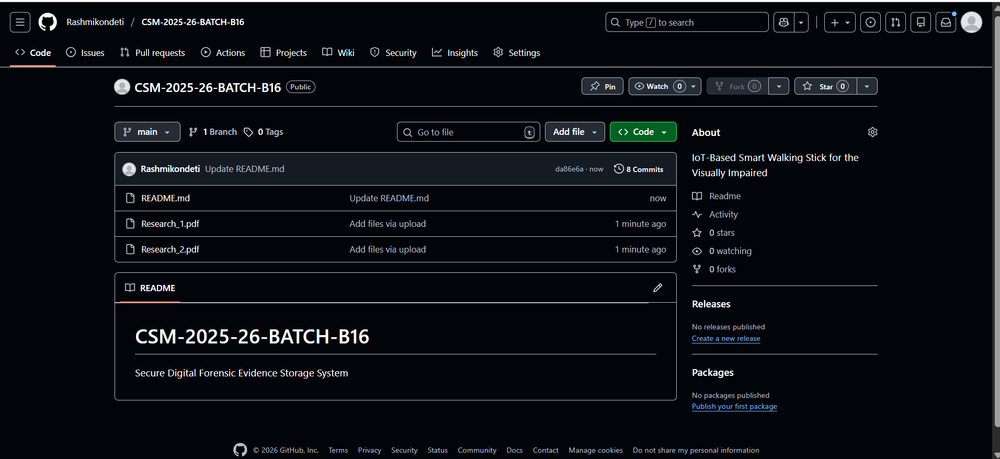 Rashmikondeti / CSM-2025-26-BATCH-B16
Type / to search
Code
Issues
Pull requests
Actions
Projects
Wiki
Security
Insights
Settings
CSM-2025-26-BATCH-B16 Public
Pin
Watch 0
Fork 0
Star 0
main
1 Branch
0 Tags
Go to file t
Add file
Code
Rashmikondeti Update README.md da86e6a · now 8 Commits
README.md Update README.md now
Research_1.pdf Add files via upload 1 minute ago
Research_2.pdf Add files via upload 1 minute ago
README
CSM-2025-26-BATCH-B16
Secure Digital Forensic Evidence Storage System
About
IoT-Based Smart Walking Stick for the
Visually Impaired
Readme
Activity
0 stars
0 watching
0 forks
Releases
No releases published
Create a new release
Packages
No packages published
Publish your first package
© 2026 GitHub, Inc. Terms Privacy Security Status Community Docs Contact Manage cookies Do not share my personal information